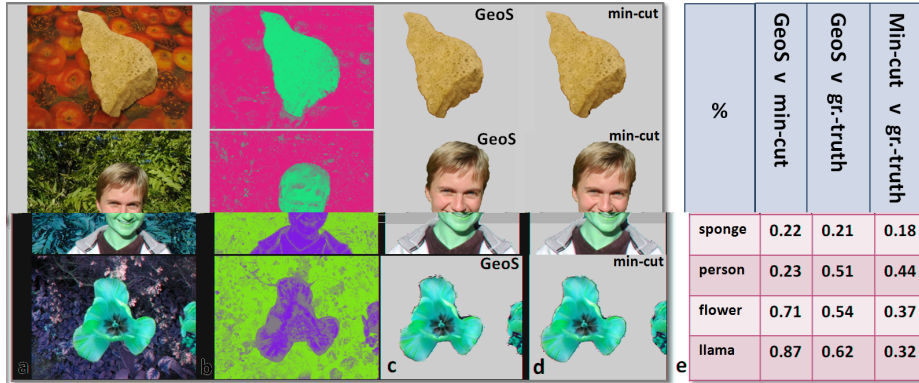 GeoS
min-cut
GeoS
min-cut
GeoS
min-cut
a
b
c
d
e
% GeoS v min-cut GeoS v gr.-truth Min-cut v gr.-truth
sponge 0.22 0.21 0.18
person 0.23 0.51 0.44
flower 0.71 0.54 0.37
llama 0.87 0.62 0.32